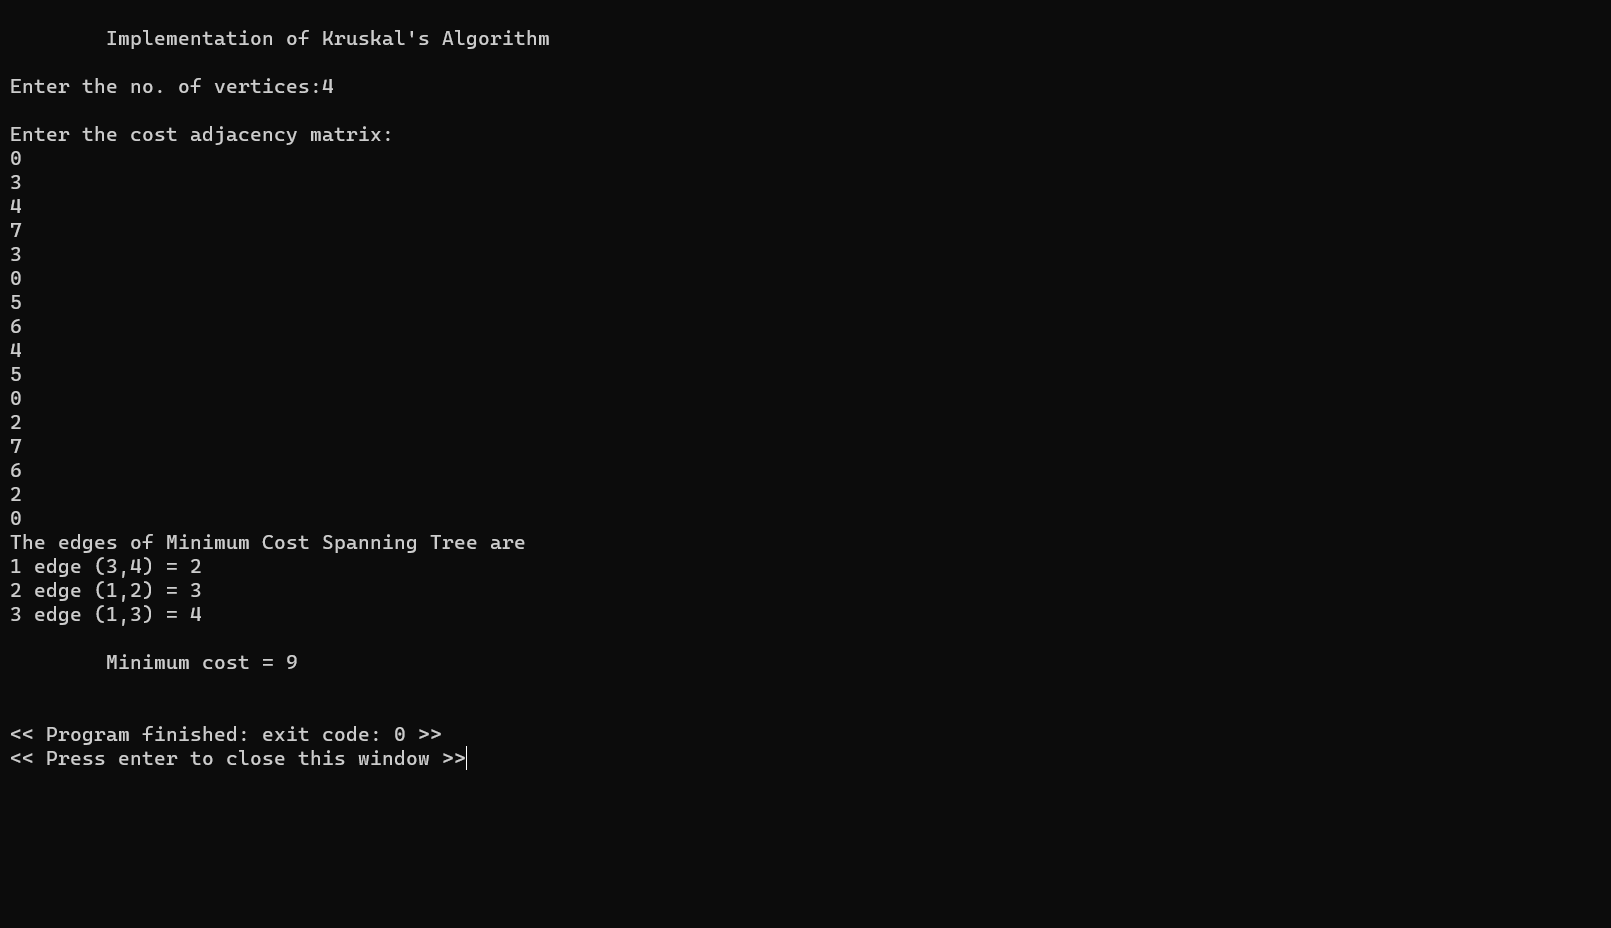 Implementation of Kruskal's Algorithm
Enter the no. of vertices:4
Enter the cost adjacency matrix:
0
3
4
7
3
0
5
6
4
5
0
2
7
6
2
0
The edges of Minimum Cost Spanning Tree are
1 edge (3,4) = 2
2 edge (1,2) = 3
3 edge (1,3) = 4
Minimum cost = 9
<< Program finished: exit code: 0 >>
<< Press enter to close this window >>